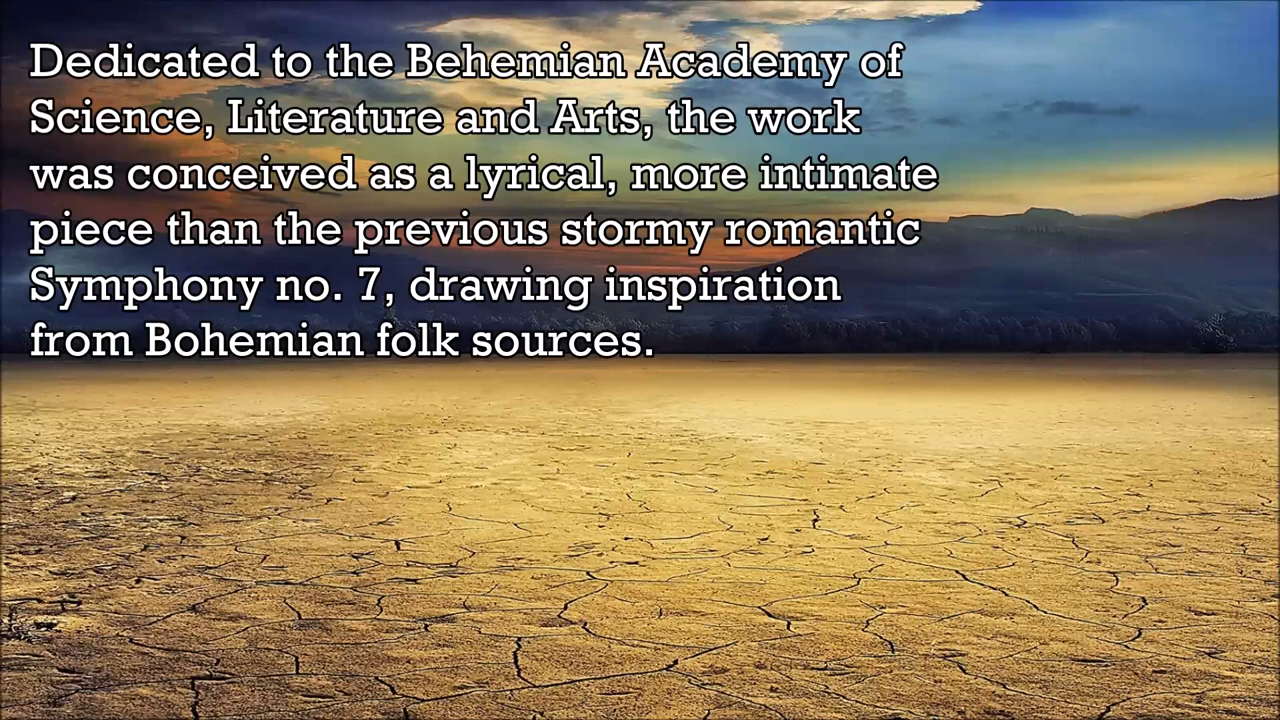 Dedicated to the Behemian Academy of
Science, Literature and Arts, the work
was conceived as a lyrical, more intimate
piece than the previous stormy romantic
Symphony no. 7, drawing inspiration
from Bohemian folk sources.